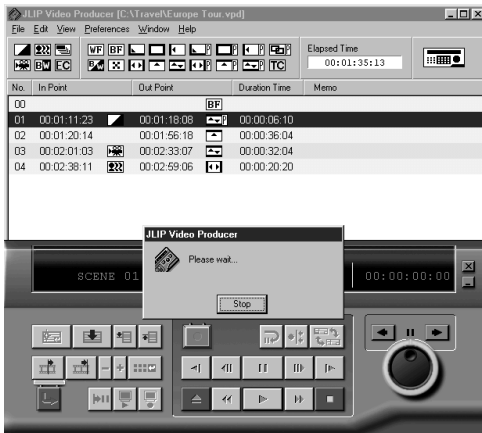 JLIP Video Producer [C:\Travel\Europe Tour.vpd]
File Edit View Preferences Window Help
WF BF P P P P Elapsed Time
BW EC B/W P P TC 00:01:35:13
No. In Point Out Point Duration Time Memo
00 BF
01 00:01:11:23 00:01:18:08 P 00:00:06:10
02 00:01:20:14 00:01:56:18 00:00:36:04
03 00:02:01:03 00:02:33:07 00:00:32:04
04 00:02:38:11 00:02:59:06 00:00:20:20
JLIP Video Producer
Please wait...
SCENE 01 00:00:00:00
Stop